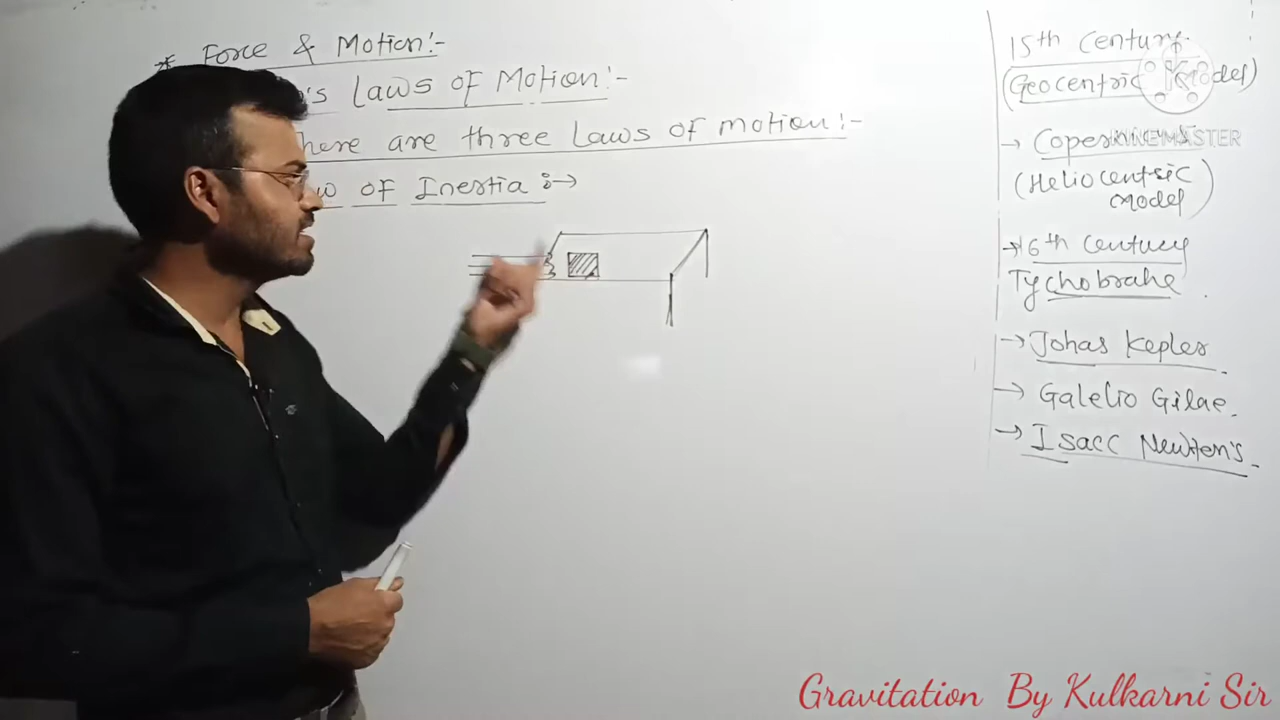 * Force & Motion:-
's Laws of Motion:-
here are three Laws of motion:-
w of Inertia :->
15th Century.
(Geocentric Model)
→ Copernicus
KINEMASTER
(Heliocentric
model)
→ 16th Century
Tychobrahe.
→ Johas Kepler.
→ Galelio Gilae.
→ Isacc Newton's.
Gravitation By Kulkarni Sir